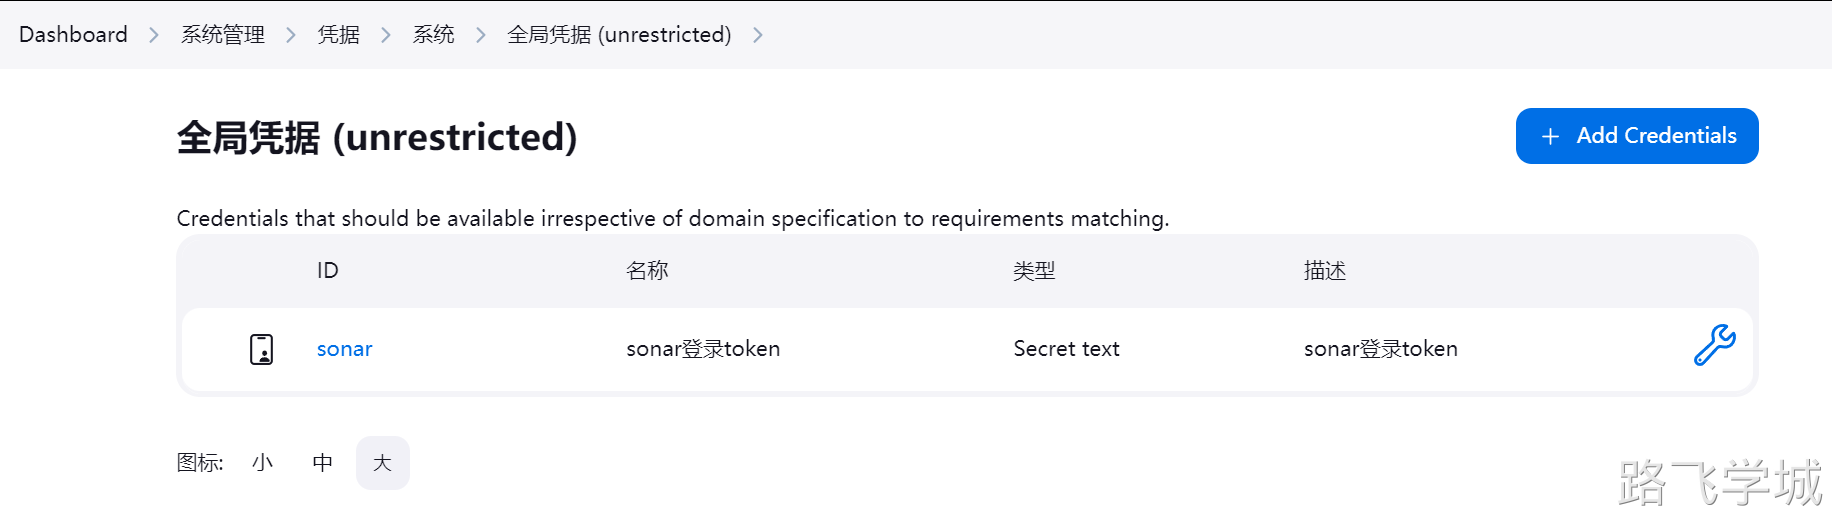 Dashboard 系统管理 凭据 系统 全局凭据 (unrestricted)
全局凭据 (unrestricted)
Add Credentials
Credentials that should be available irrespective of domain specification to requirements matching.
ID 名称 类型 描述
sonar sonar登录token Secret text sonar登录token
图标: 小 中 大
路飞学城